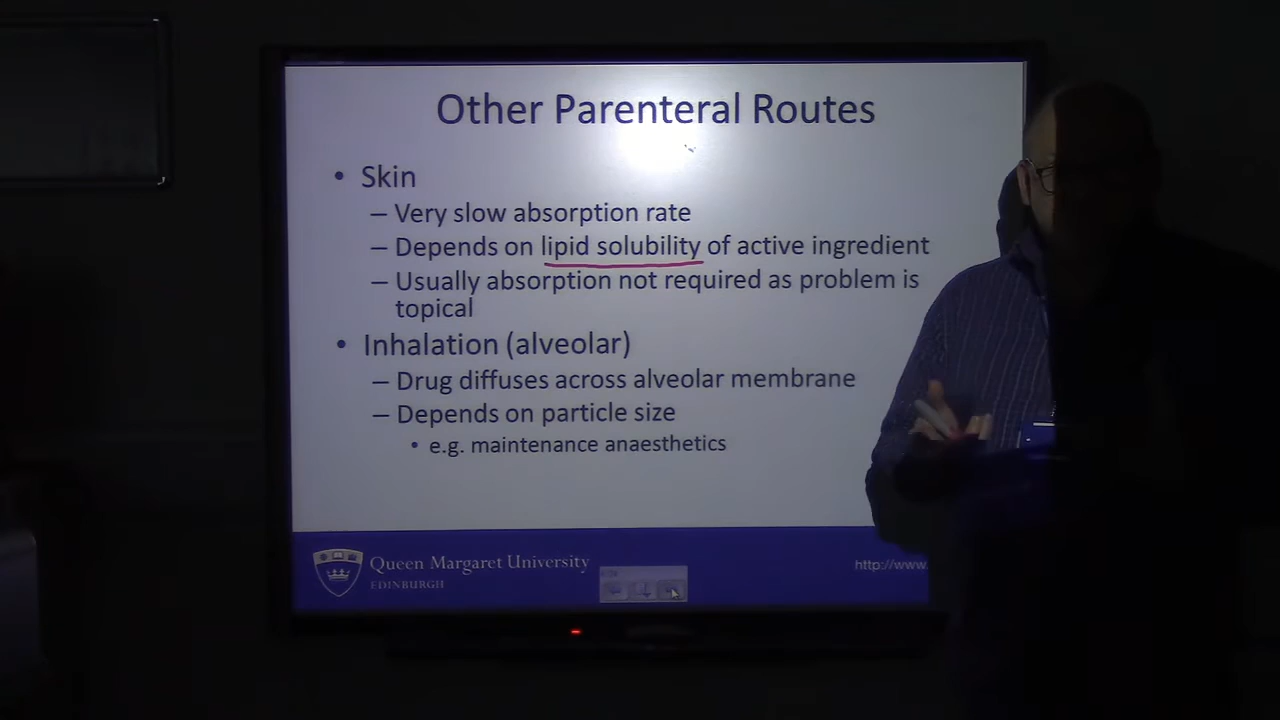 Other Parenteral Routes
• Skin
– Very slow absorption rate
– Depends on lipid solubility of active ingredient
– Usually absorption not required as problem is
topical
• Inhalation (alveolar)
– Drug diffuses across alveolar membrane
– Depends on particle size
• e.g. maintenance anaesthetics
Queen Margaret University
EDINBURGH
http://www.